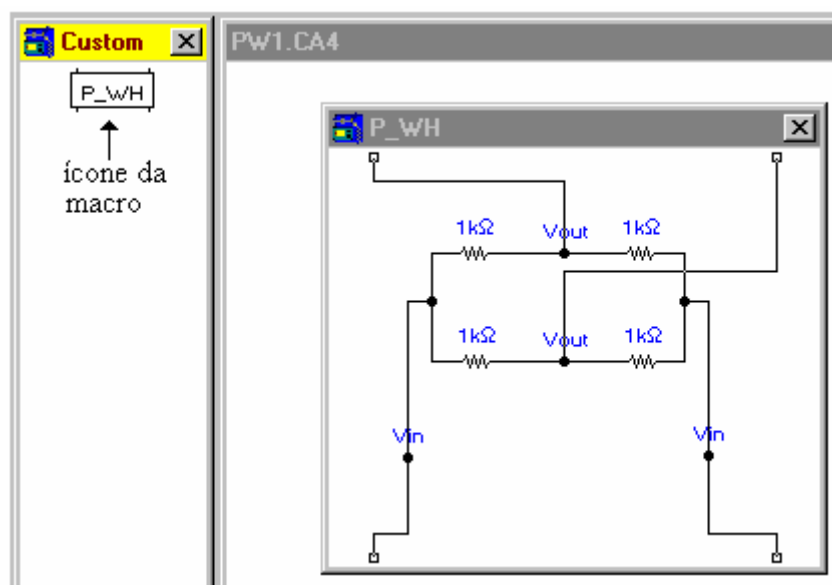 Custom
P_WH
ícone da
macro
PW1.CA4
P_WH
1kΩ Vout 1kΩ
1kΩ Vout 1kΩ
Vin Vin